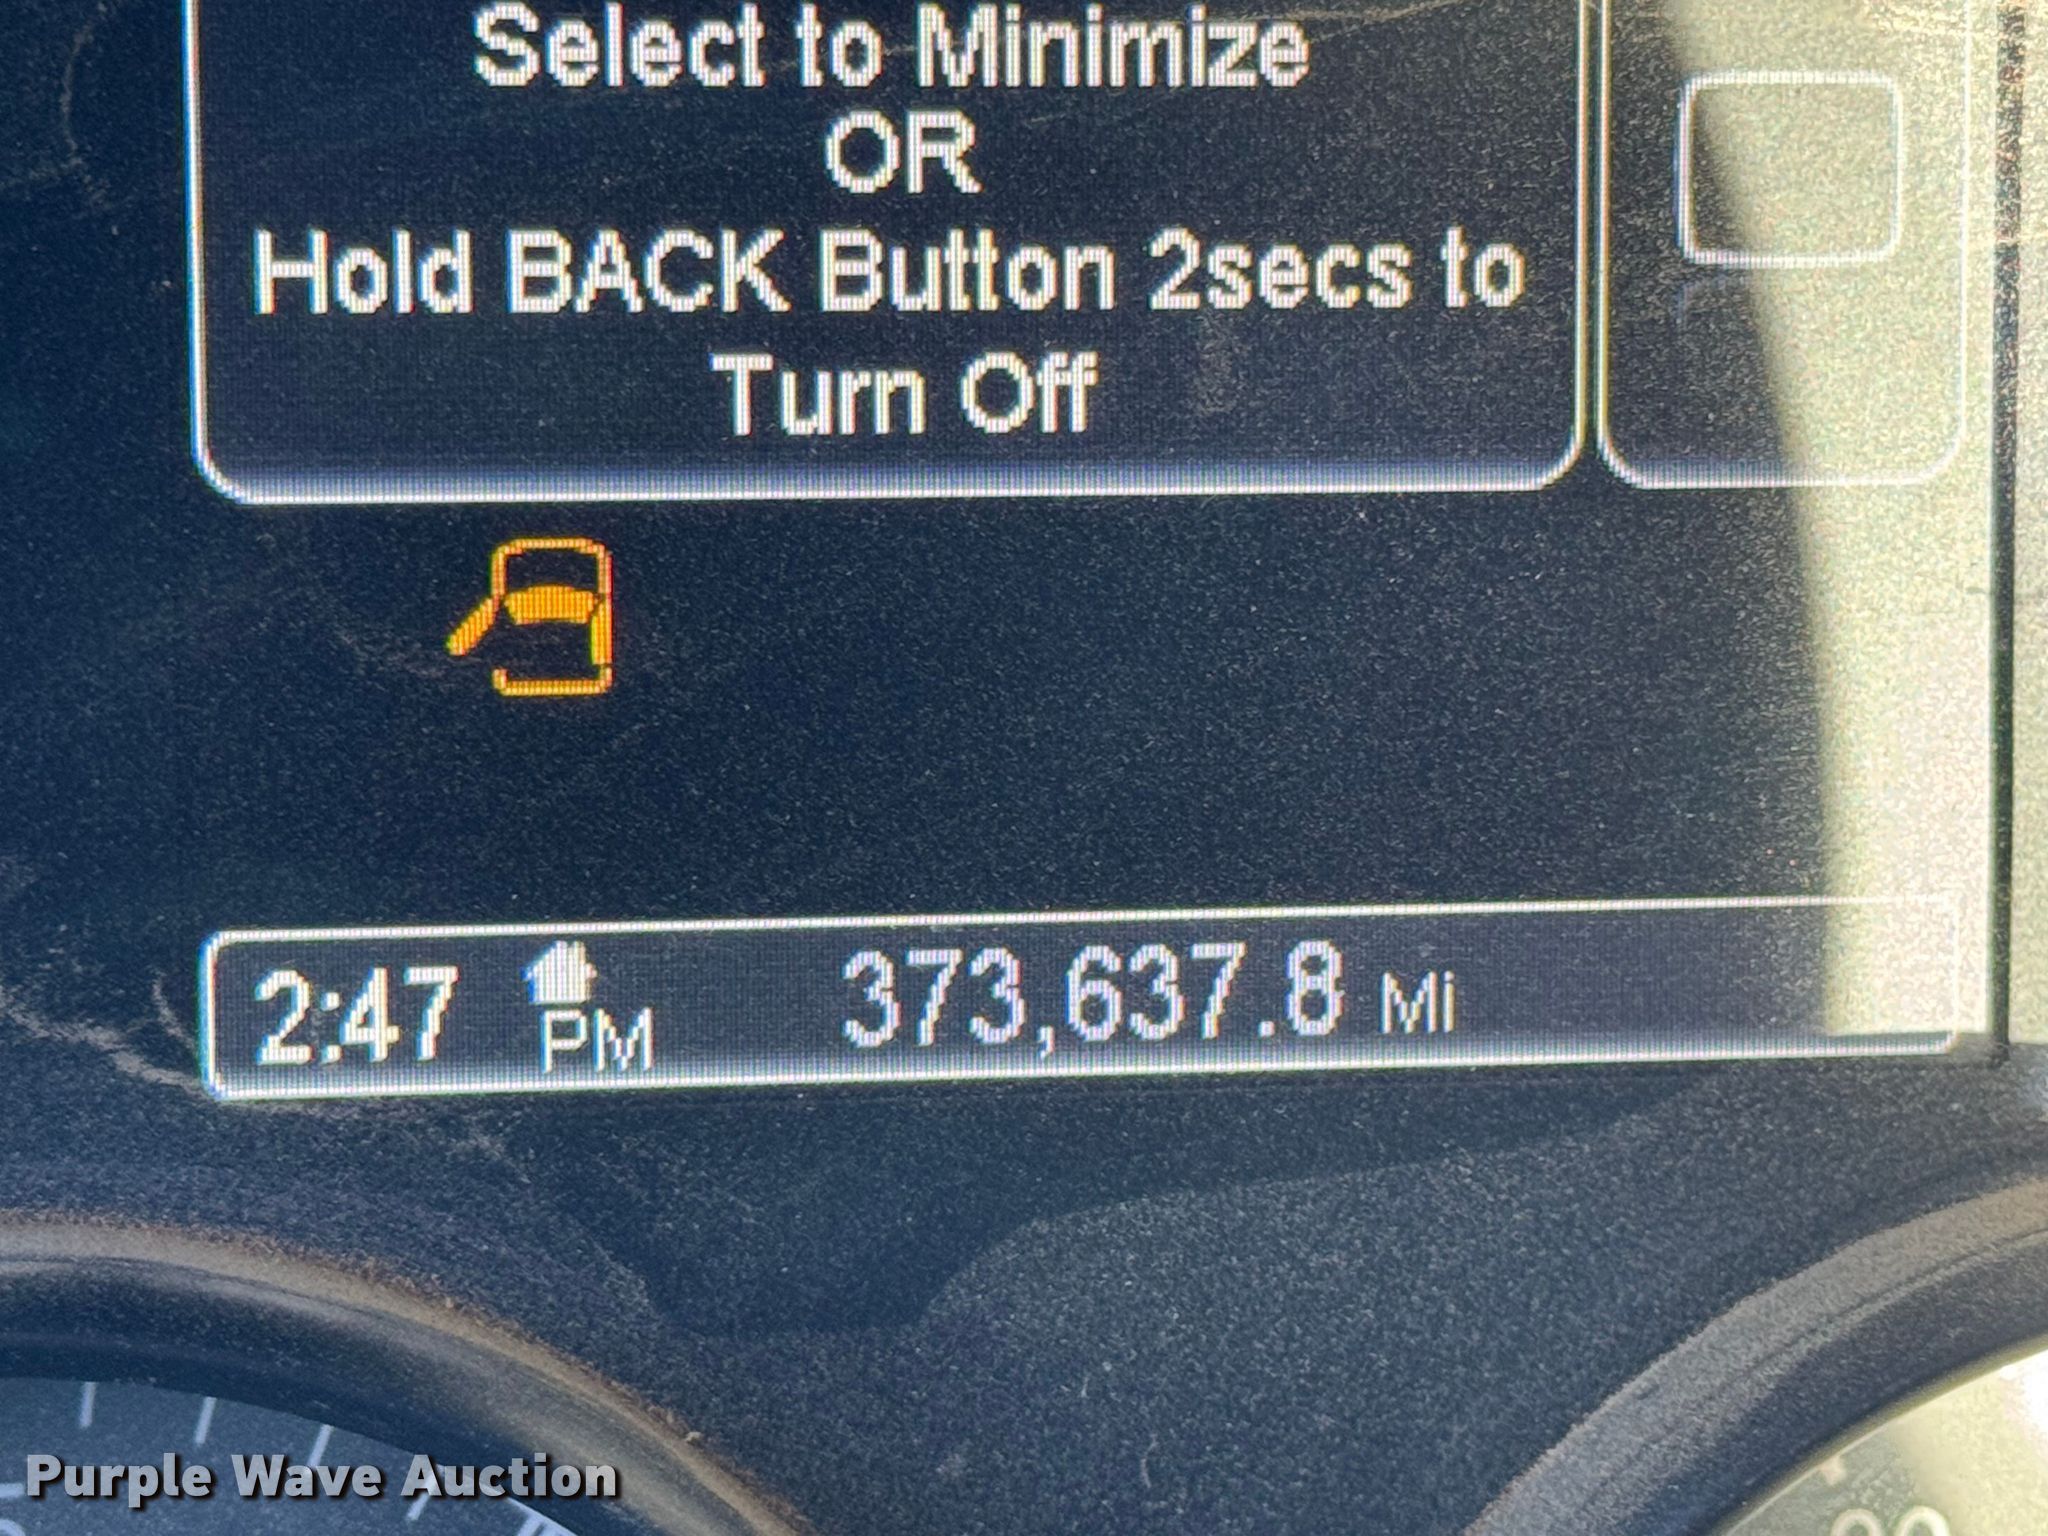 Select to Minimize
OR
Hold BACK Button 2secs to
Turn Off
2:47 PM 373,637.8 Mi
Purple Wave Auction